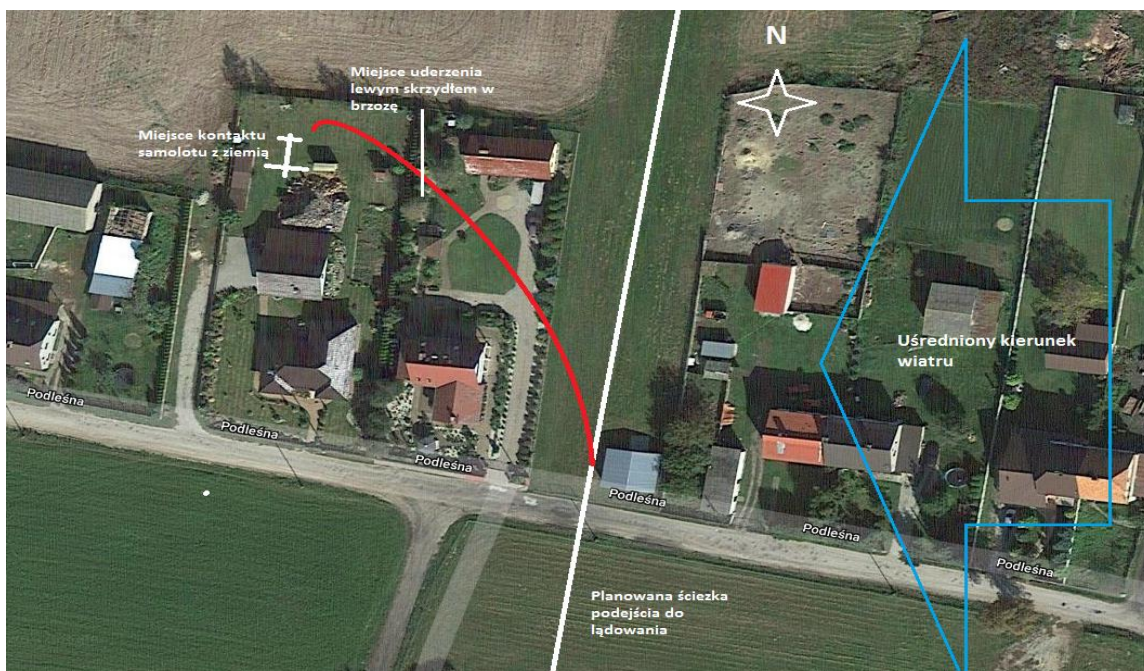 N
Miejsce uderzenia
lewym skrzydłem w
brzozę
Miejsce kontaktu
samolotu z ziemią
Uśredniony kierunek
wiatru
Podleśna
Podleśna
Podleśna
Podleśna
Podleśna
Podleśna
Planowana ściezka
podejścia do
lądowania